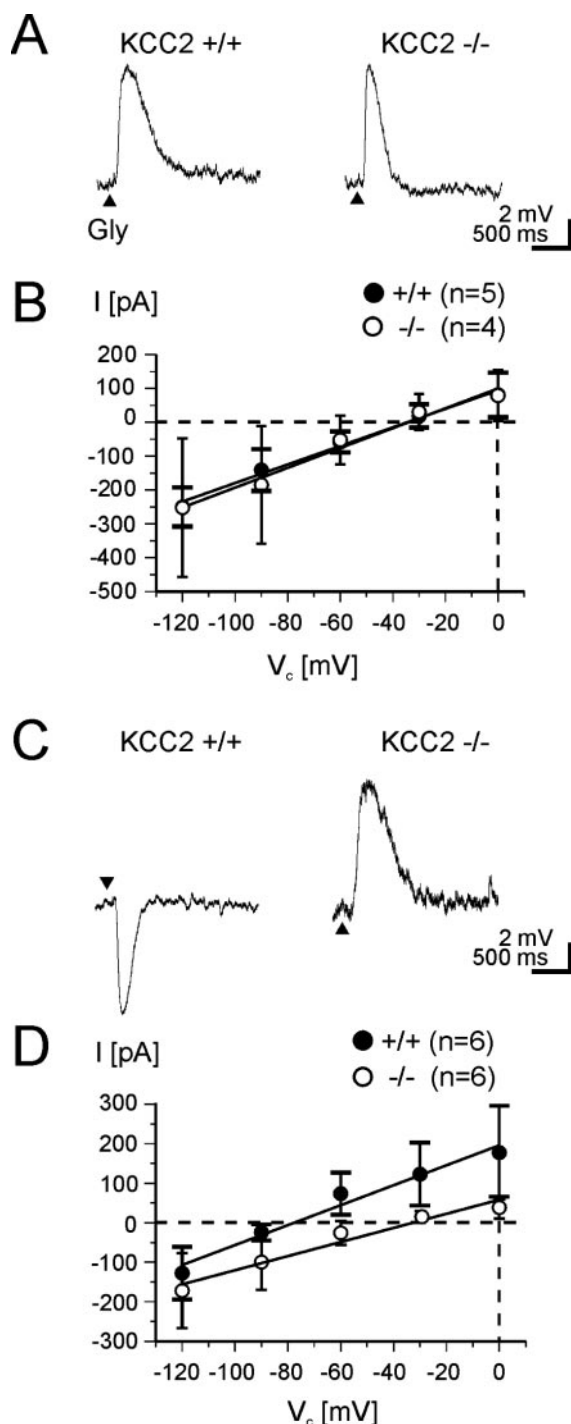 A
KCC2 +/+
KCC2 -/-
Gly
2 mV
500 ms
B
I [pA]
+/+ (n=5)
-/- (n=4)
200
100
0
-100
-200
-300
-400
-500
-120 -100 -80 -60 -40 -20 0
Vc [mV]
C
KCC2 +/+
KCC2 -/-
2 mV
500 ms
D
I [pA]
+/+ (n=6)
-/- (n=6)
300
200
100
0
-100
-200
-300
-120 -100 -80 -60 -40 -20 0
Vc [mV]